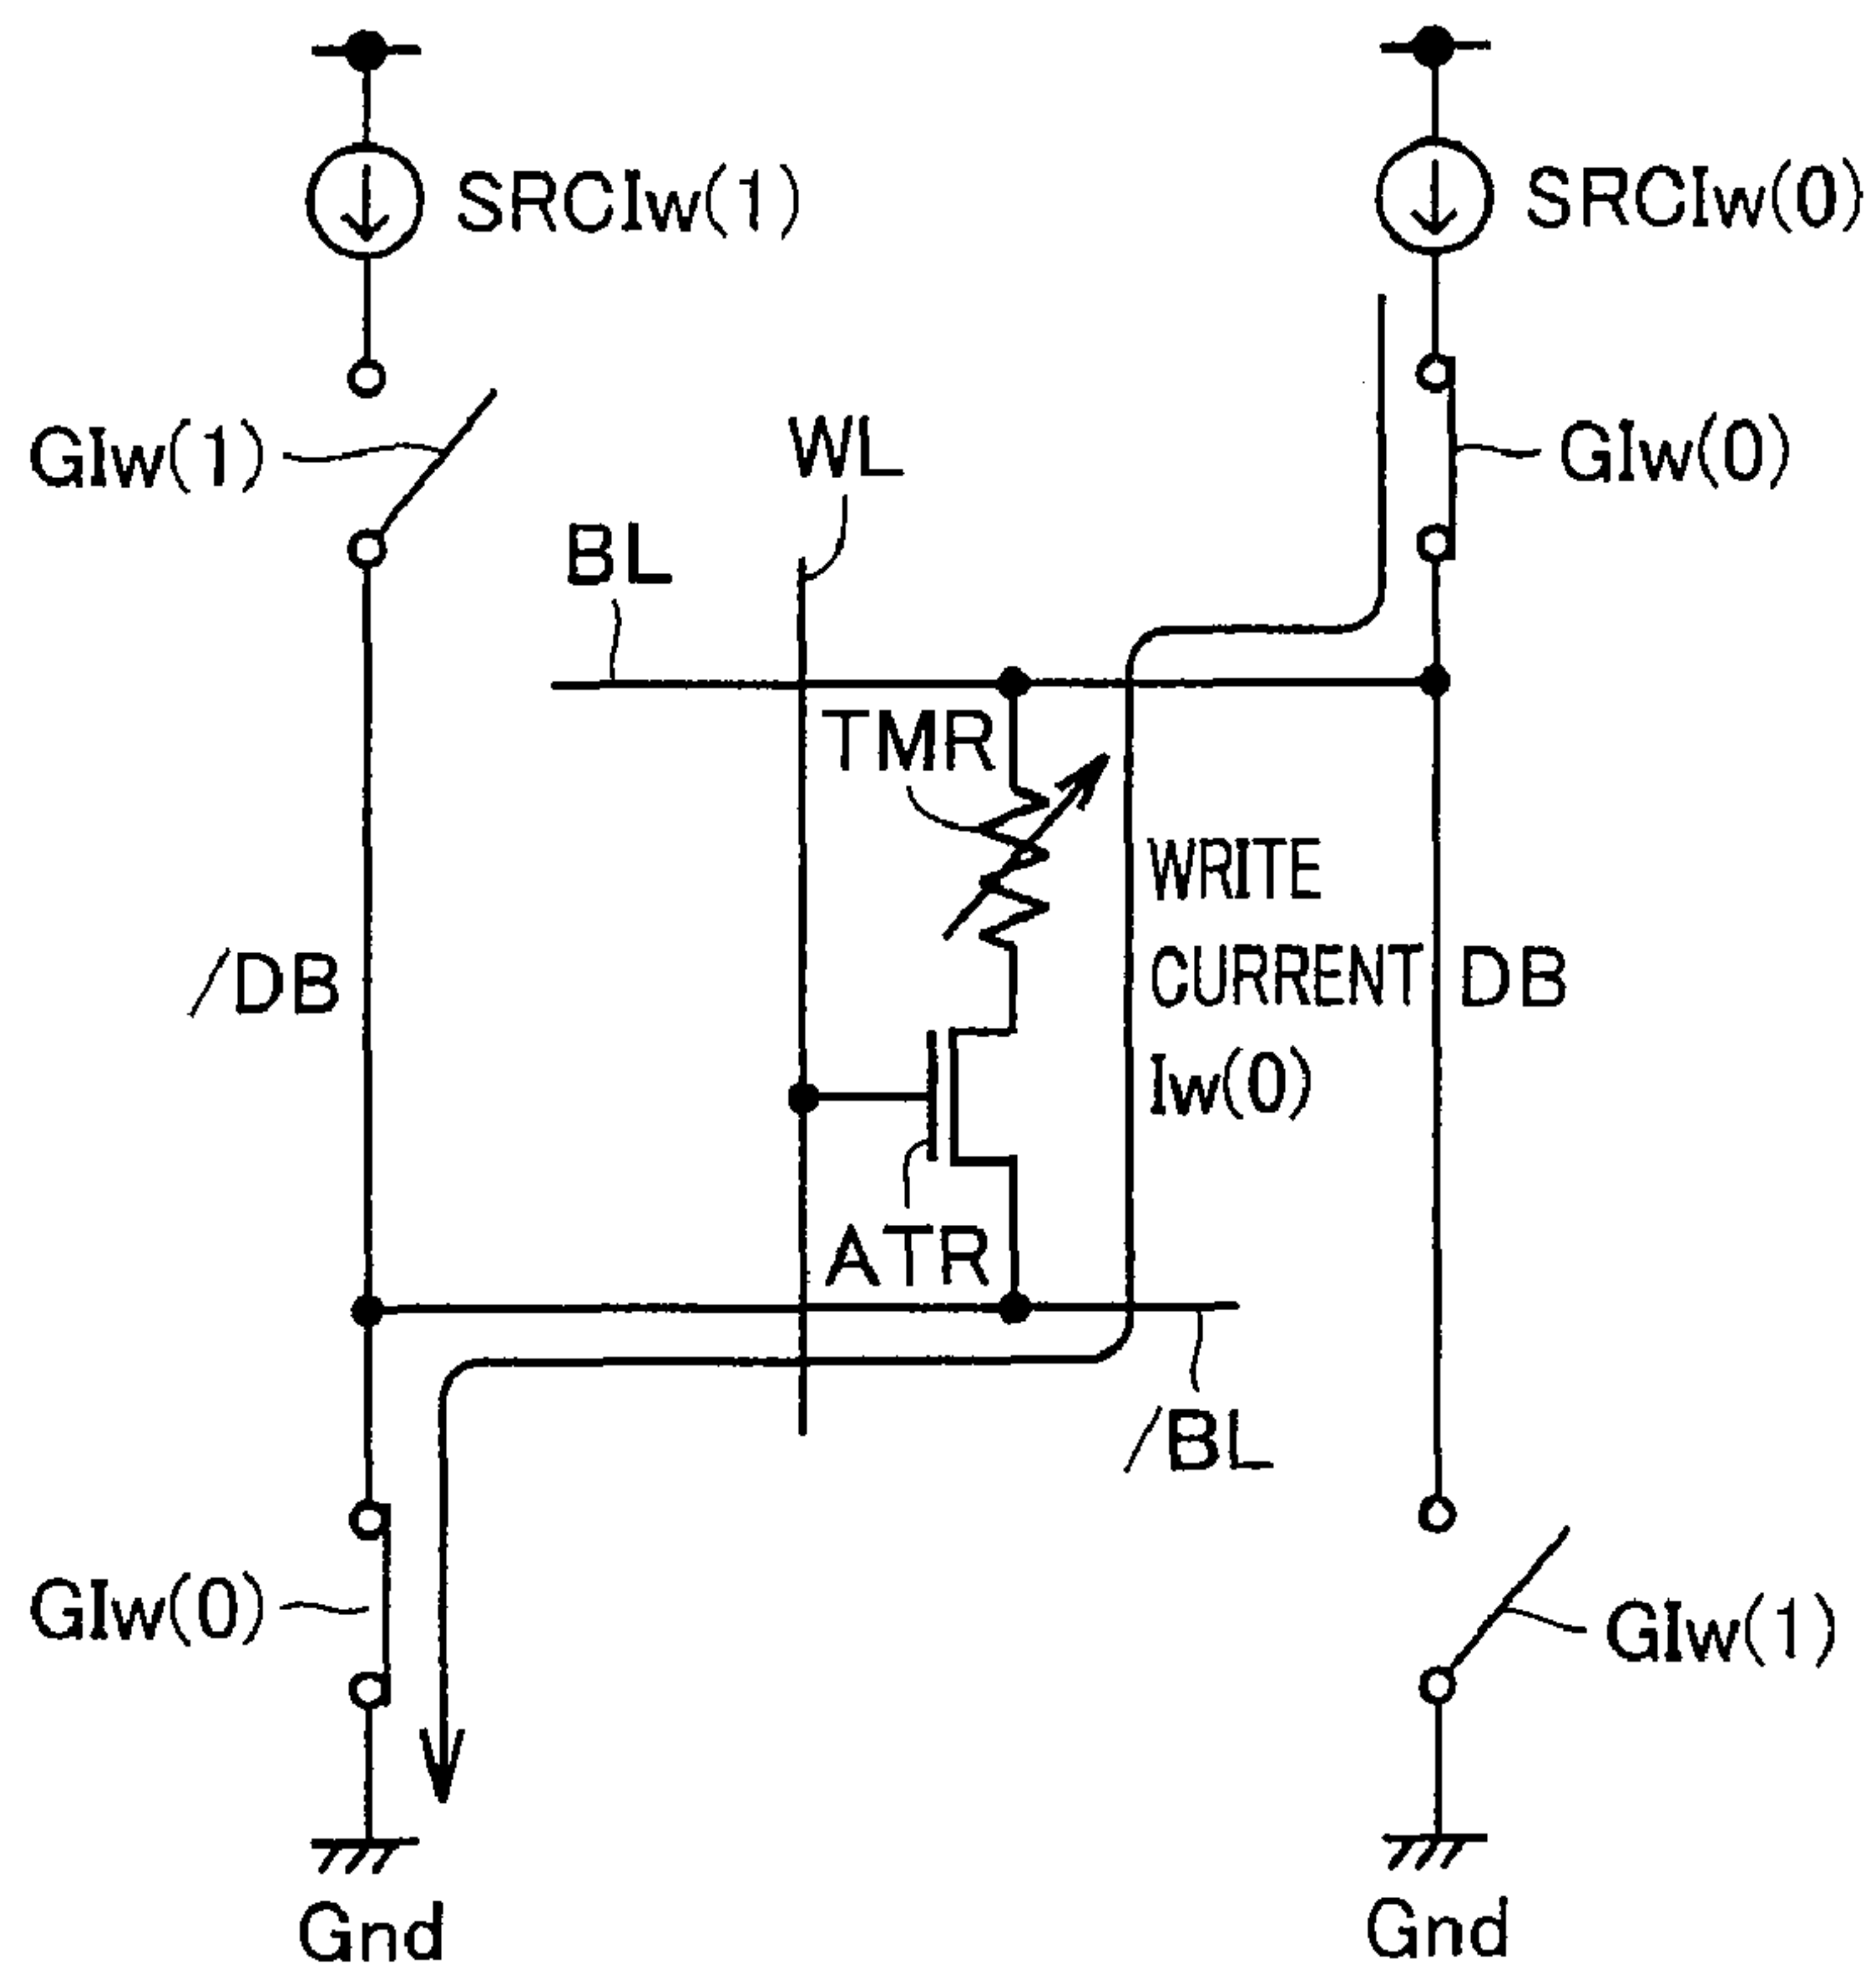 SRCIw(1)
SRCIw(0)
GIw(1)
WL
GIw(0)
BL
TMR
WRITE
CURRENT
Iw(0)
/DB
DB
ATR
/BL
GIw(0)
GIw(1)
Gnd
Gnd